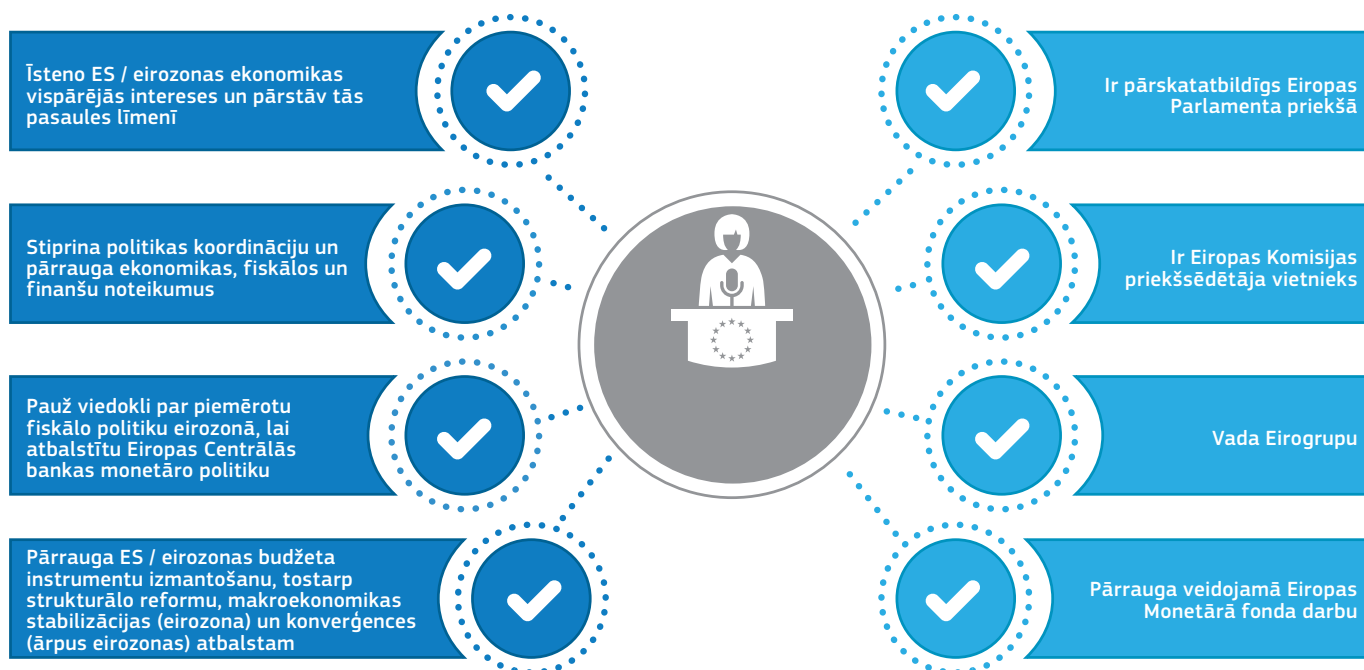 Īsteno ES / eirozonas ekonomikas
vispārējās intereses un pārstāv tās
pasaules līmenī
Stiprina politikas koordināciju un
pārrauga ekonomikas, fiskālos un
finanšu noteikumus
Pauž viedokli par piemērotu
fiskālo politiku eirozonā, lai
atbalstītu Eiropas Centrālās
bankas monetāro politiku
Pārrauga ES / eirozonas budžeta
instrumentu izmantošanu, tostarp
strukturālo reformu, makroekonomikas
stabilizācijas (eirozona) un konverģences
(ārpus eirozonas) atbalstam
Ir pārskatatbildīgs Eiropas
Parlamenta priekšā
Ir Eiropas Komisijas
priekšsēdētāja vietnieks
Vada Eirogrupu
Pārrauga veidojamā Eiropas
Monetārā fonda darbu